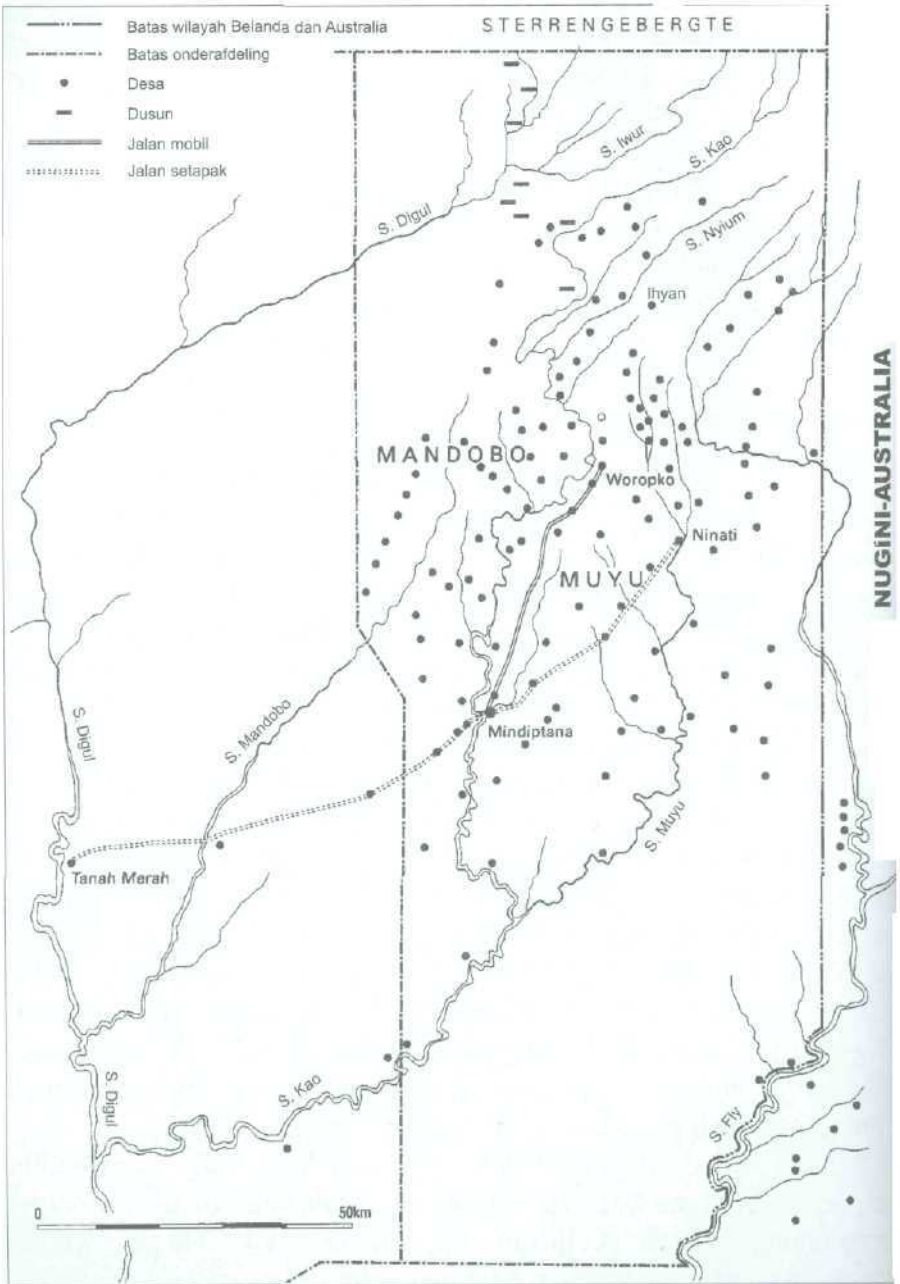 Batas wilayah Belanda dan Australia
Batas onderafdeling
Desa
Dusun
Jalan mobil
Jalan setapak
STERRENGEBERGTE
S. Iwur
S. Kao
S. Digul
S. Nyium
Ihyan
NUGINI-AUSTRALIA
MANDOBO
Woropko
Ninati
MUYU
S. Digul
S. Mandobo
Mindiptana
S. Muyu
Tanah Merah
S. Digul
S. Kao
S. Fly
0 50km